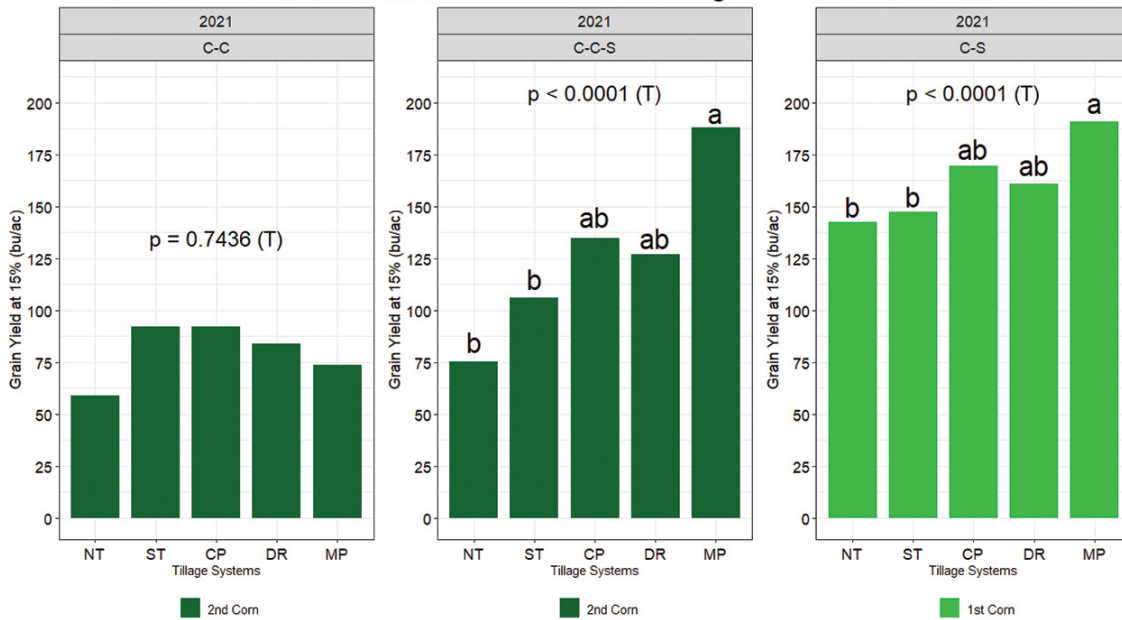 2021
C-C
Grain Yield at 15% (bu/ac)
200
175
150
125
100
75
50
25
0
p = 0.7436 (T)
NT ST CP DR MP
Tillage Systems
2nd Corn
2021
C-C-S
Grain Yield at 15% (bu/ac)
200
175
150
125
100
75
50
25
0
p < 0.0001 (T)
b b ab ab a
NT ST CP DR MP
Tillage Systems
2nd Corn
2021
C-S
Grain Yield at 15% (bu/ac)
200
175
150
125
100
75
50
25
0
p < 0.0001 (T)
b b ab ab a
NT ST CP DR MP
Tillage Systems
1st Corn